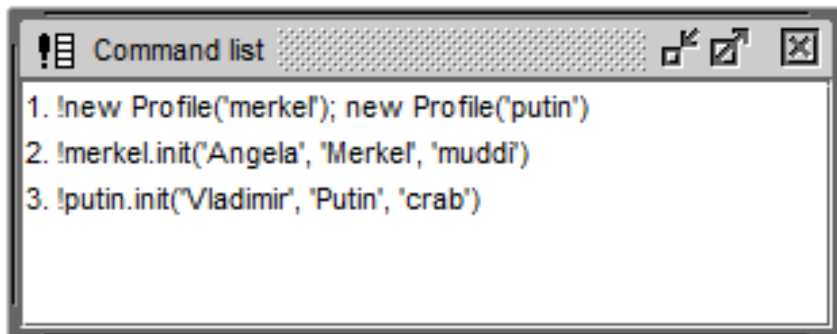 Command list
1. !new Profile('merkel'); new Profile('putin')
2. !merkel.init('Angela', 'Merkel', 'muddi')
3. !putin.init('Vladimir', 'Putin', 'crab')